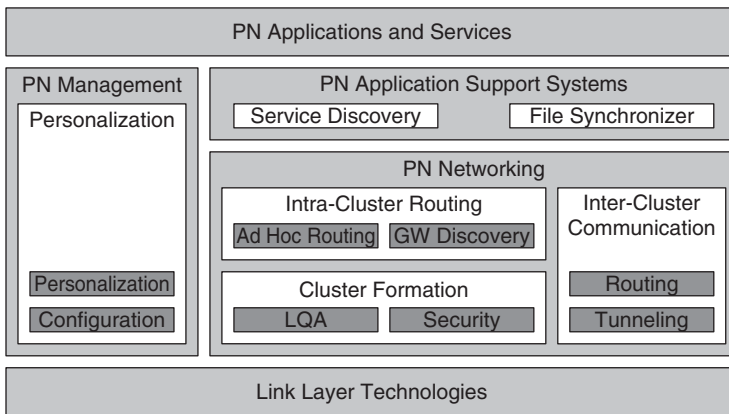 PN Applications and Services
PN Management
Personalization
Personalization
Configuration
PN Application Support Systems
Service Discovery
File Synchronizer
PN Networking
Intra-Cluster Routing
Ad Hoc Routing
GW Discovery
Cluster Formation
LQA
Security
Inter-Cluster
Communication
Routing
Tunneling
Link Layer Technologies